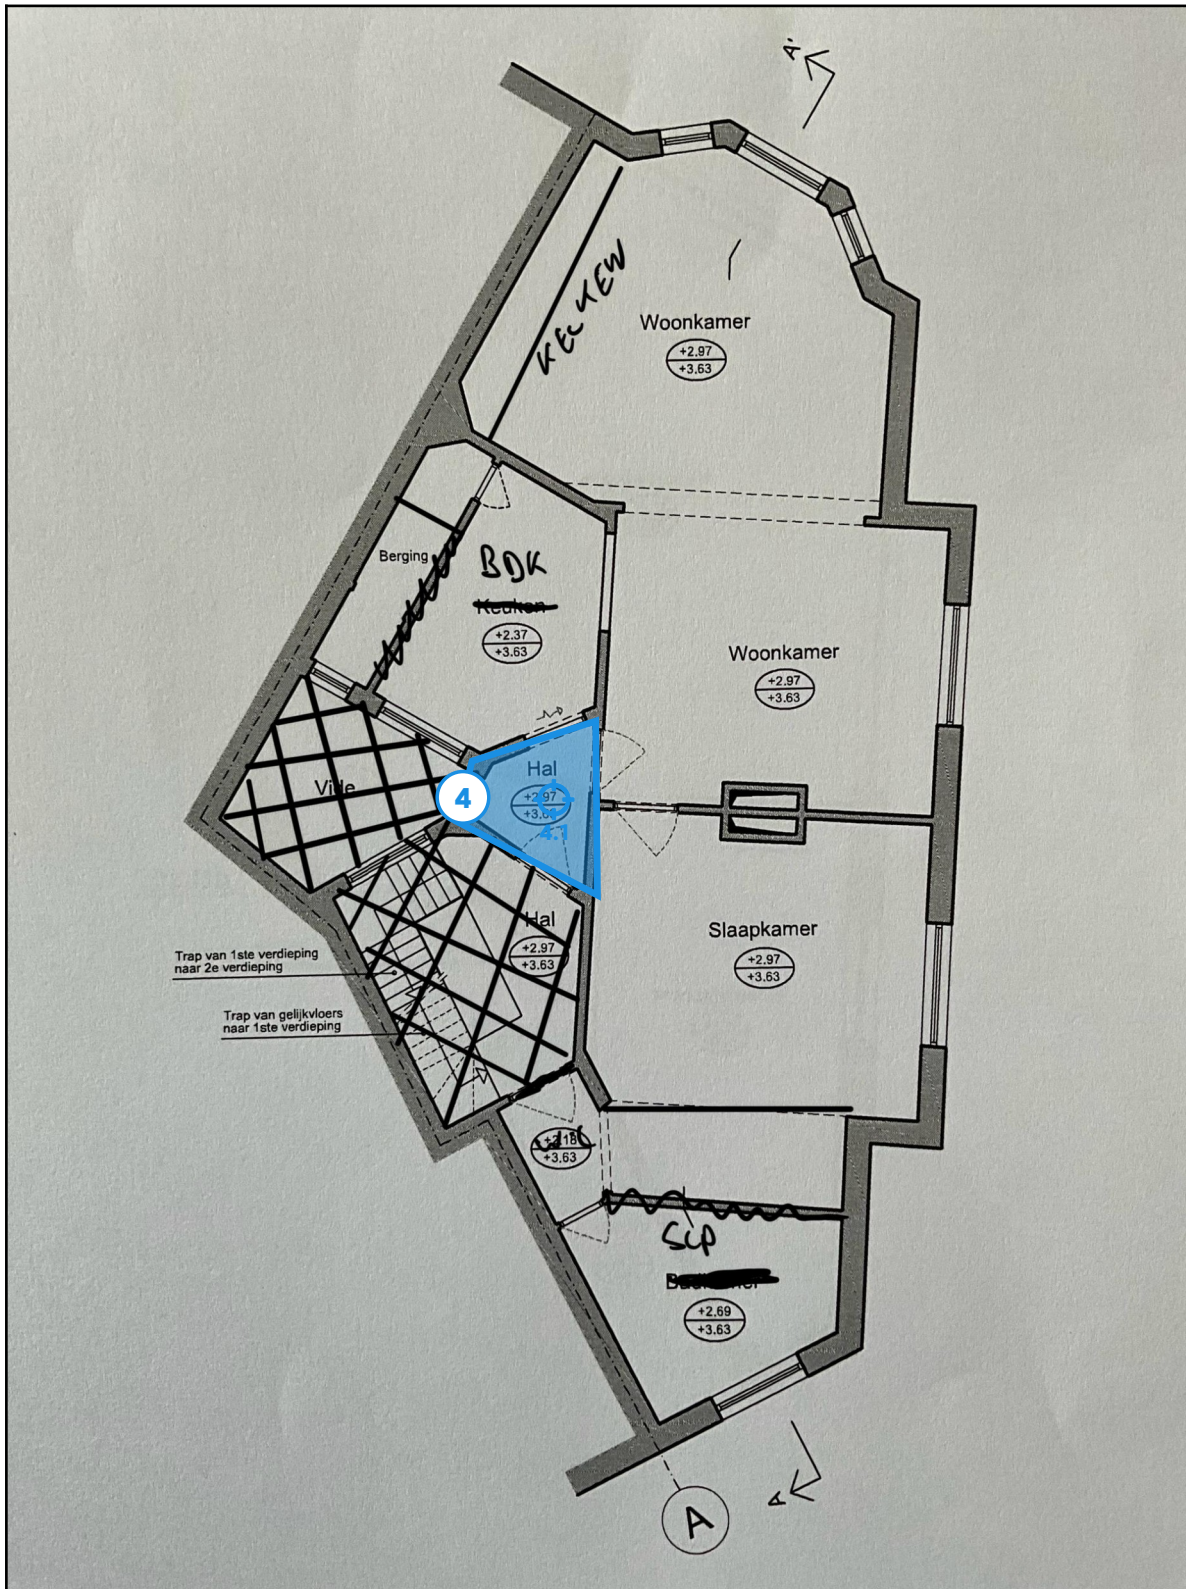 A'
KEUKEN
Woonkamer
+2.97
+3.63
Berging
BDK
Keuken
+2.37
+3.63
Woonkamer
+2.97
+3.63
Hal
4
4.1
Vide
Hal
+2.97
+3.63
Slaapkamer
+2.97
+3.63
Trap van 1ste verdieping
naar 2e verdieping
Trap van gelijkvloers
naar 1ste verdieping
+3.63
SLP
+2.69
+3.63
A
A